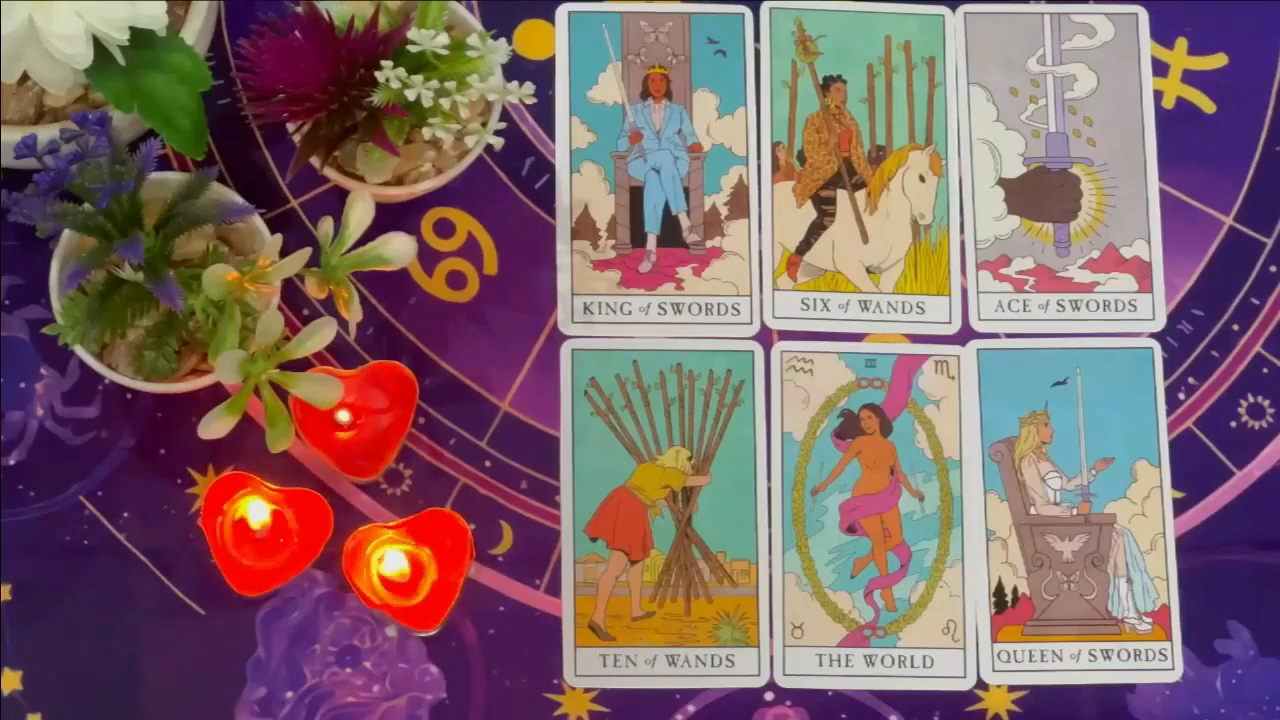 KING of SWORDS
SIX of WANDS
ACE of SWORDS
TEN of WANDS
THE WORLD
QUEEN of SWORDS